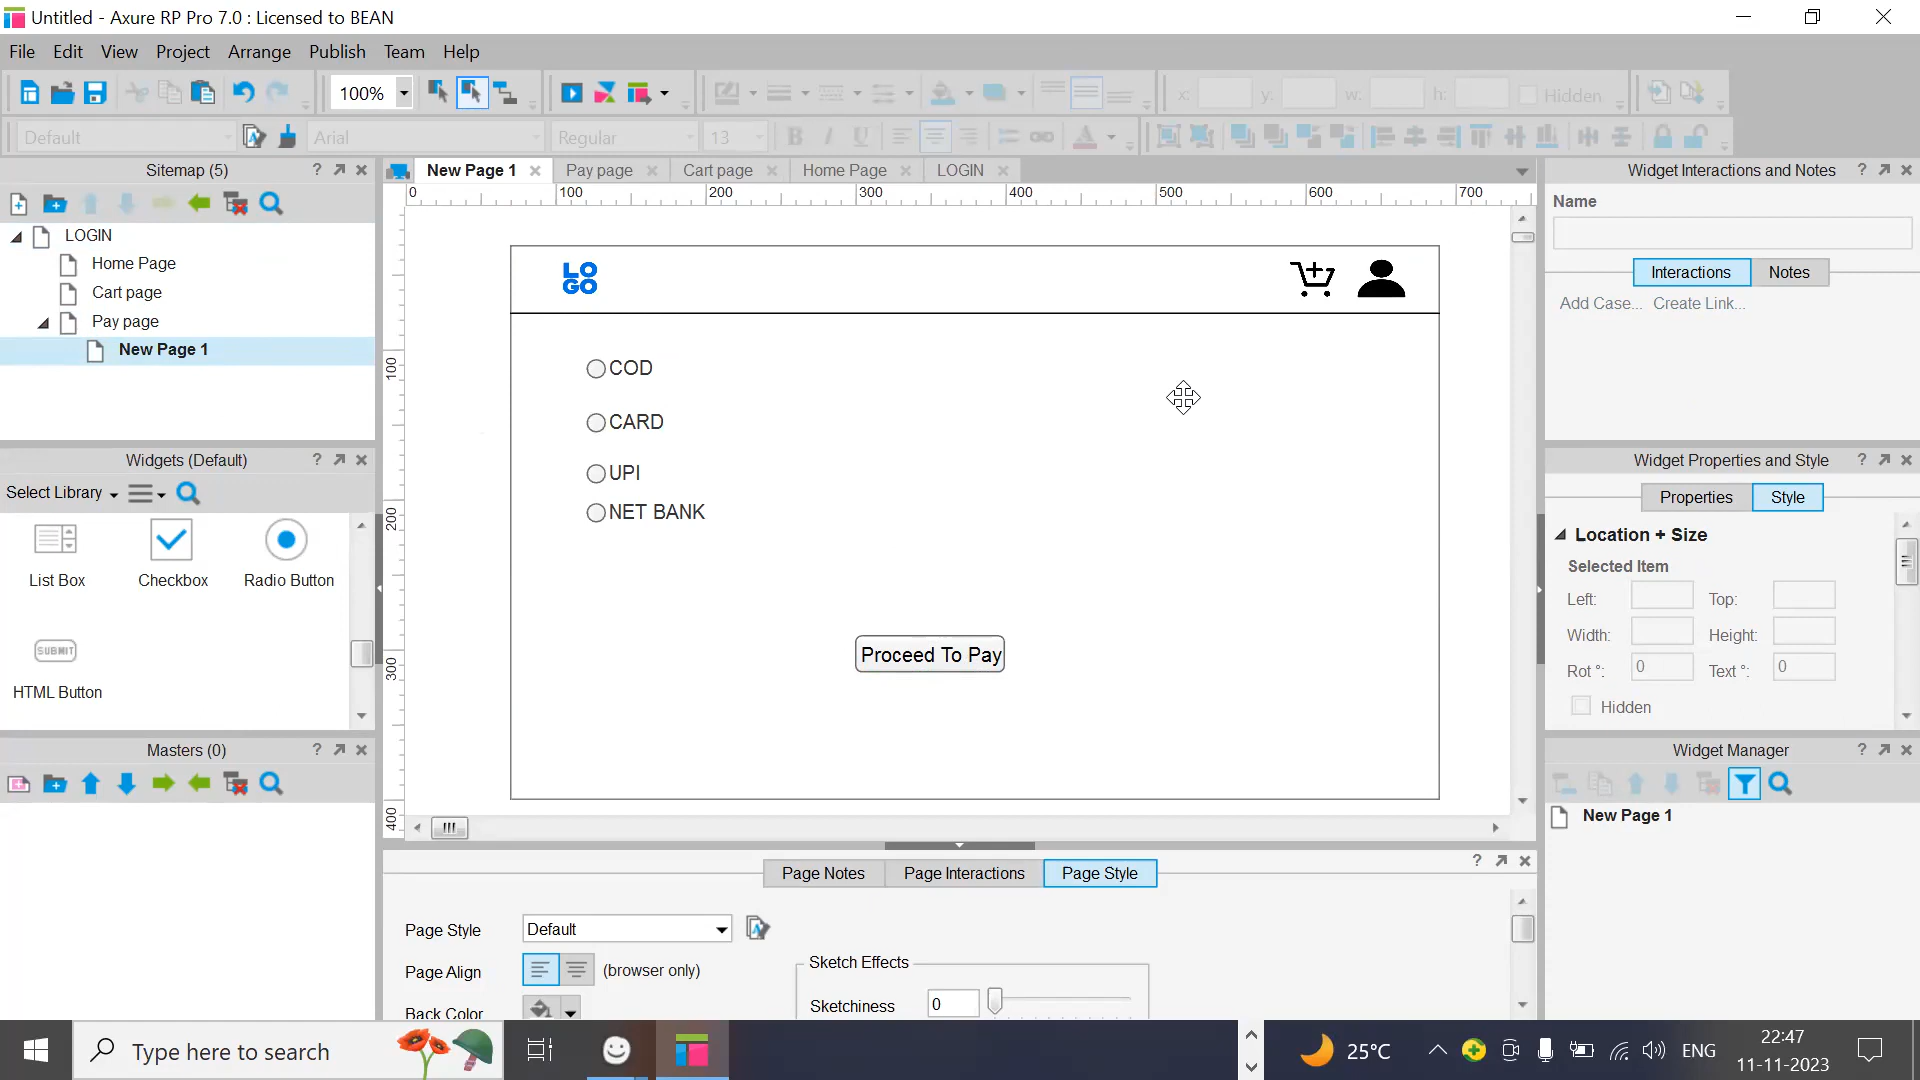 Untitled - Axure RP Pro 7.0 : Licensed to BEAN
File Edit View Project Arrange Publish Team Help
100% x: y: w: h: Hidden
Default Arial Regular 13 B I U
Sitemap (5)
LOGIN
Home Page
Cart page
Pay page
New Page 1
Widgets (Default)
Select Library
List Box Checkbox Radio Button
SUBMIT
HTML Button
Masters (0)
New Page 1 Pay page Cart page Home Page LOGIN
0 100 200 300 400 500 600 700
100
200
300
400
LO
GO
COD
CARD
UPI
NET BANK
Proceed To Pay
Page Notes Page Interactions Page Style
Page Style Default
Page Align (browser only)
Back Color
Sketch Effects
Sketchiness 0
Widget Interactions and Notes
Name
Interactions Notes
Add Case... Create Link...
Widget Properties and Style
Properties Style
Location + Size
Selected Item
Left: Top:
Width: Height:
Rot °: 0 Text °: 0
Hidden
Widget Manager
New Page 1
Type here to search
25°C
ENG
22:47
11-11-2023